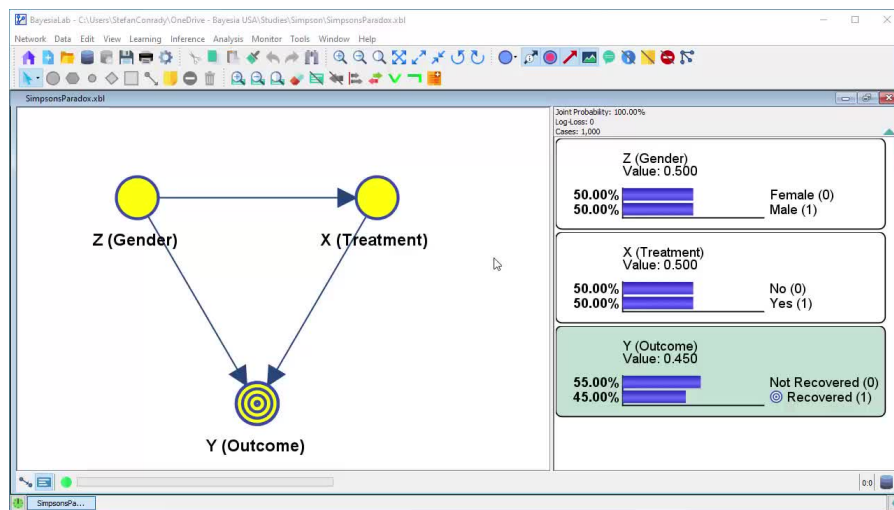 BayesiaLab - C:\Users\StefanConrady\OneDrive - Bayesia USA\Studies\Simpson\SimpsonsParadox.xbl
Network Data Edit View Learning Inference Analysis Monitor Tools Window Help
SimpsonsParadox.xbl
Joint Probability: 100.00%
Log-Loss: 0
Cases: 1,000
Z (Gender)
Value: 0.500
50.00% Female (0)
50.00% Male (1)
X (Treatment)
Value: 0.500
50.00% No (0)
50.00% Yes (1)
Y (Outcome)
Value: 0.450
55.00% Not Recovered (0)
45.00% Recovered (1)
Z (Gender)
X (Treatment)
Y (Outcome)
0:0
SimpsonsPa...